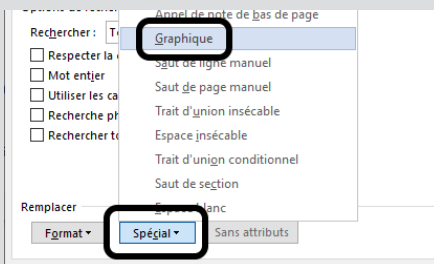 Appel de note de bas de page
Rechercher :
Graphique
Respecter la
Saut de ligne manuel
Mot entier
Saut de page manuel
Utiliser les ca
Trait d'union insécable
Recherche ph
Espace insécable
Rechercher to
Trait d'union conditionnel
Saut de section
Remplacer
Espace blanc
Format
Spécial
Sans attributs